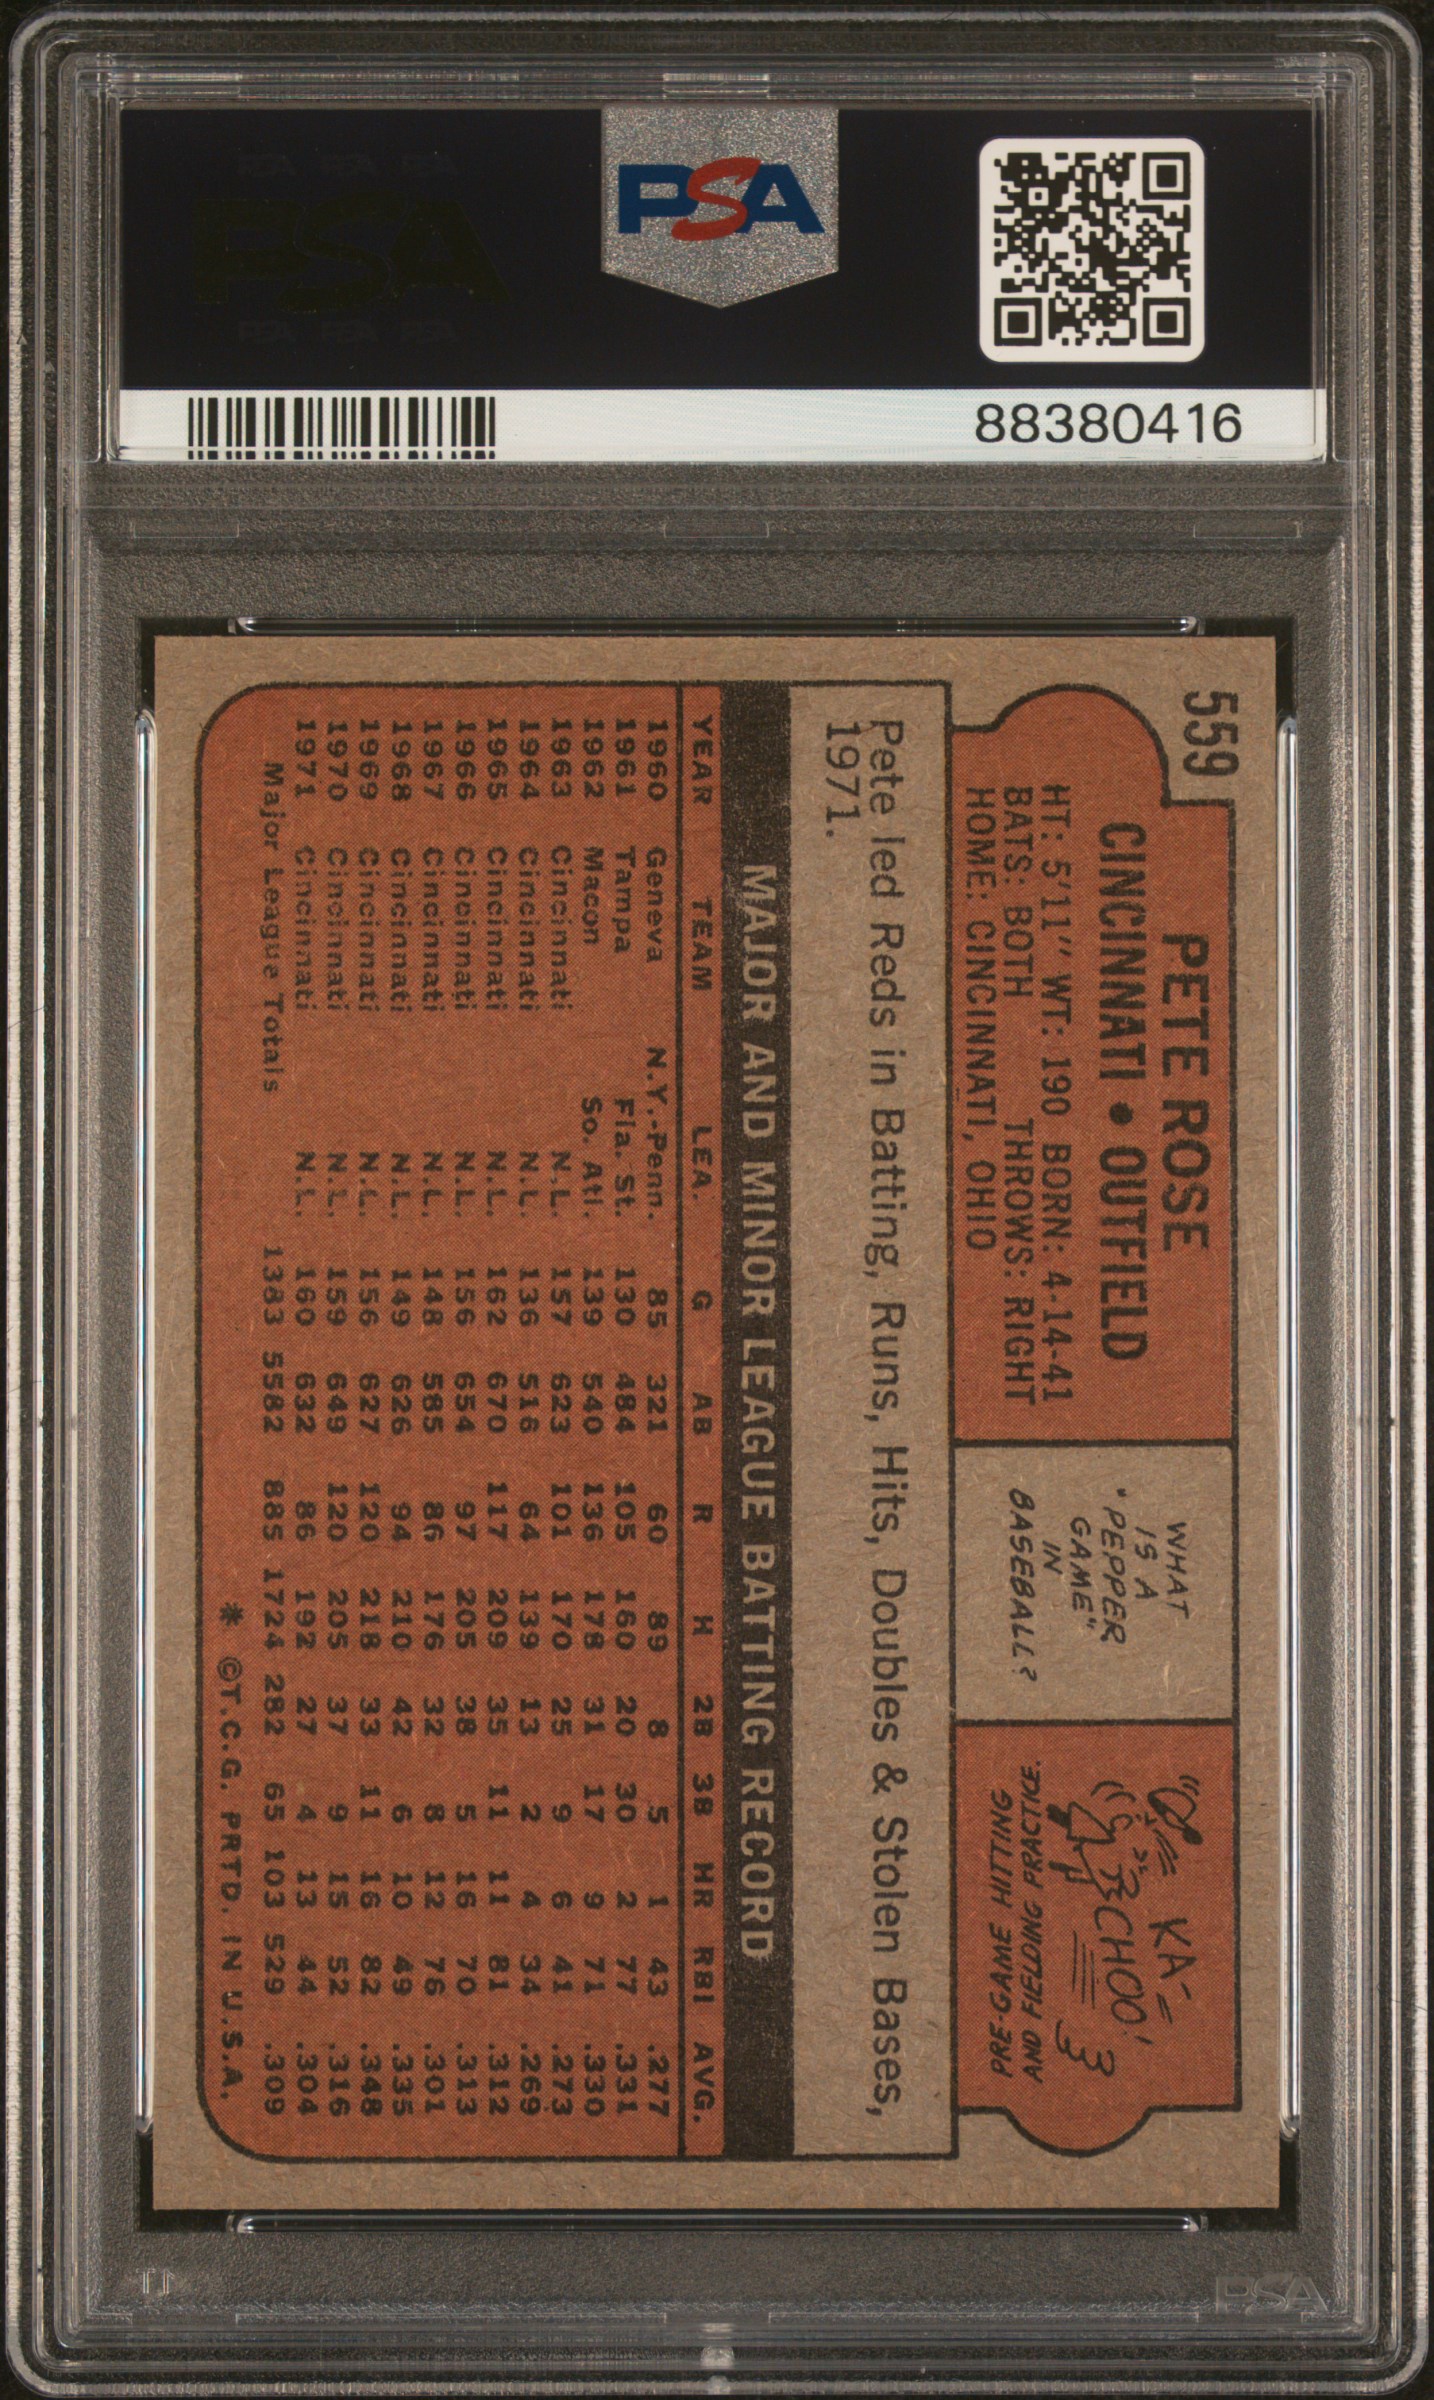 PSA
88380416
559
PETE ROSE
CINCINNATI • OUTFIELD
HT: 5'11" WT: 190 BORN: 4-14-41
BATS: BOTH THROWS: RIGHT
HOME: CINCINNATI, OHIO
WHAT
IS A
"PEPPER
GAME"
IN
BASEBALL?
KA-
CHOO!
PRE-GAME HITTING
AND FIELDING PRACTICE.
Pete led Reds in Batting, Runs, Hits, Doubles & Stolen Bases,
1971.
MAJOR AND MINOR LEAGUE BATTING RECORD
YEAR TEAM LEA. G AB R H 2B 3B HR RBI AVG.
1960 Geneva N.Y.-Penn. 85 321 60 89 8 5 1 43 .277
1961 Tampa Fla. St. 130 484 105 160 20 30 2 77 .331
1962 Macon So. Atl. 139 540 136 178 31 17 9 71 .330
1963 Cincinnati N.L. 157 623 101 170 25 9 6 41 .273
1964 Cincinnati N.L. 136 516 64 139 13 2 4 34 .269
1965 Cincinnati N.L. 162 670 117 209 35 11 11 81 .312
1966 Cincinnati N.L. 156 654 97 205 38 5 16 70 .313
1967 Cincinnati N.L. 148 585 86 176 32 8 12 76 .301
1968 Cincinnati N.L. 149 626 94 210 42 6 10 49 .335
1969 Cincinnati N.L. 156 627 120 218 33 11 16 82 .348
1970 Cincinnati N.L. 159 649 120 205 37 9 15 52 .316
1971 Cincinnati N.L. 160 632 86 192 27 4 13 44 .304
Major League Totals 1383 5582 885 1724 282 65 103 529 .309
* ©T.C.G. PRTD. IN U.S.A.
PSA